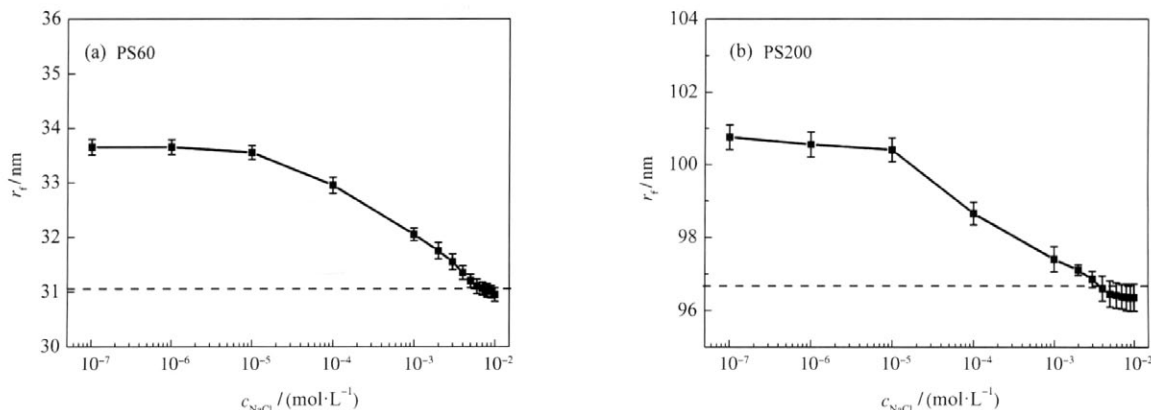 (a) PS60
36
35
34
33
32
31
30
r_f / nm
10⁻⁷ 10⁻⁶ 10⁻⁵ 10⁻⁴ 10⁻³ 10⁻²
c_NaCl / (mol·L⁻¹)
(b) PS200
104
102
100
98
96
95
r_f / nm
10⁻⁷ 10⁻⁶ 10⁻⁵ 10⁻⁴ 10⁻³ 10⁻²
c_NaCl / (mol·L⁻¹)